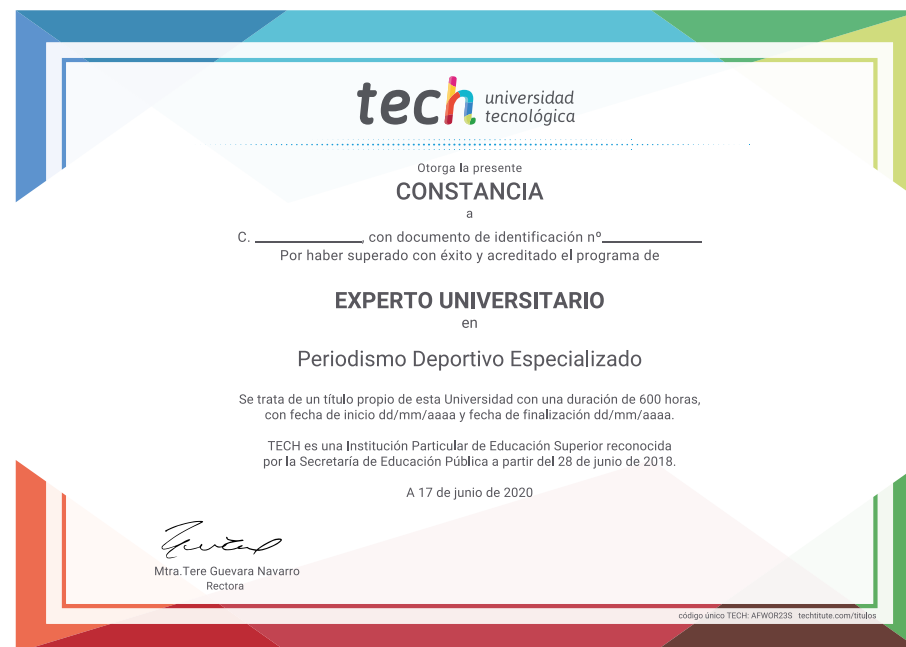 tech universidad
tecnológica
Otorga la presente
CONSTANCIA
a
C. ____________, con documento de identificación nº___________
Por haber superado con éxito y acreditado el programa de
EXPERTO UNIVERSITARIO
en
Periodismo Deportivo Especializado
Se trata de un título propio de esta Universidad con una duración de 600 horas,
con fecha de inicio dd/mm/aaaa y fecha de finalización dd/mm/aaaa.
TECH es una Institución Particular de Educación Superior reconocida
por la Secretaría de Educación Pública a partir del 28 de junio de 2018.
A 17 de junio de 2020
Mtra.Tere Guevara Navarro
Rectora
código único TECH: AFWOR23S techtitute.com/titulos